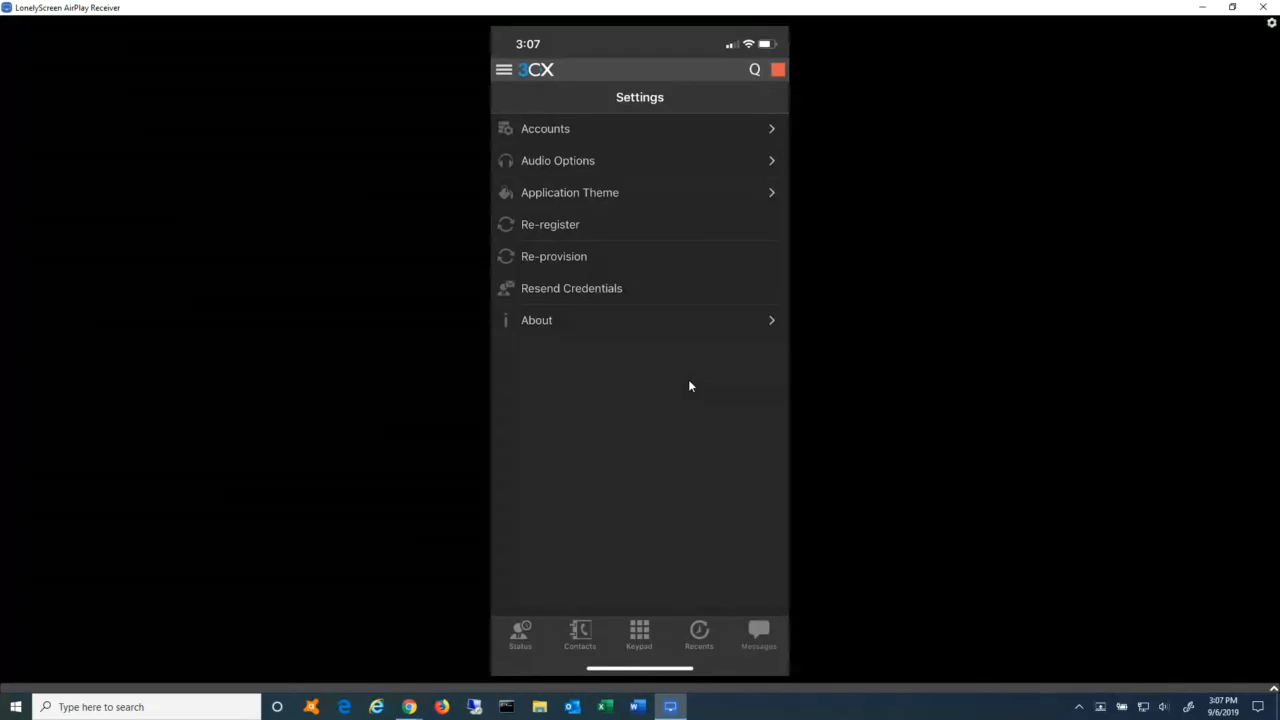 LonelyScreen AirPlay Receiver
3:07
3CX
Q
Settings
Accounts
Audio Options
Application Theme
Re-register
Re-provision
Resend Credentials
About
Status
Contacts
Keypad
Recents
Messages
Type here to search
3:07 PM
9/6/2019